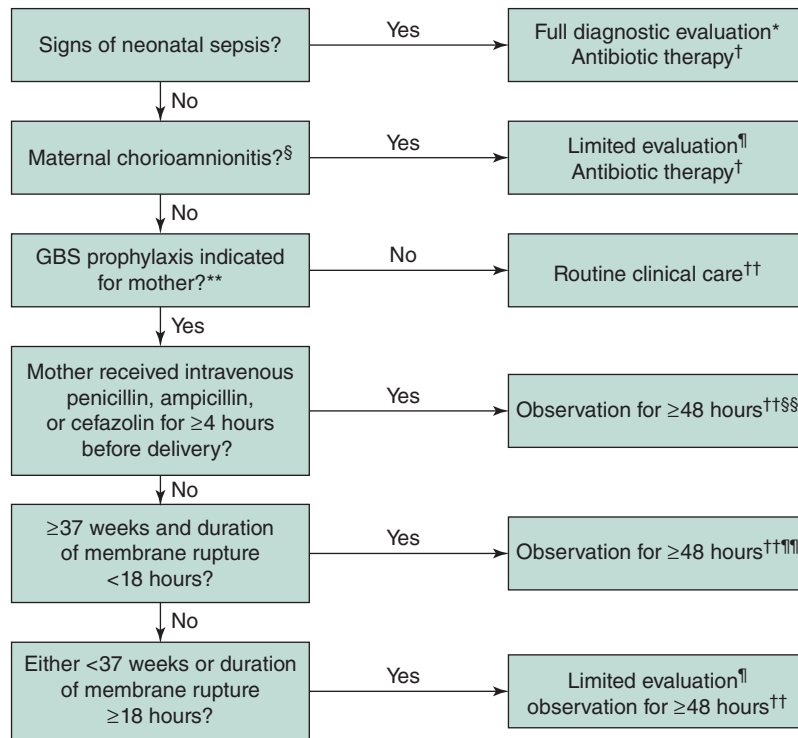 Signs of neonatal sepsis?
Yes
Full diagnostic evaluation*
Antibiotic therapy†
No
Maternal chorioamnionitis?§
Yes
Limited evaluation¶
Antibiotic therapy†
No
GBS prophylaxis indicated
for mother?**
No
Routine clinical care††
Yes
Mother received intravenous
penicillin, ampicillin,
or cefazolin for ≥4 hours
before delivery?
Yes
Observation for ≥48 hours††§§
No
≥37 weeks and duration
of membrane rupture
<18 hours?
Yes
Observation for ≥48 hours††¶¶
No
Either <37 weeks or duration
of membrane rupture
≥18 hours?
Yes
Limited evaluation¶
observation for ≥48 hours††